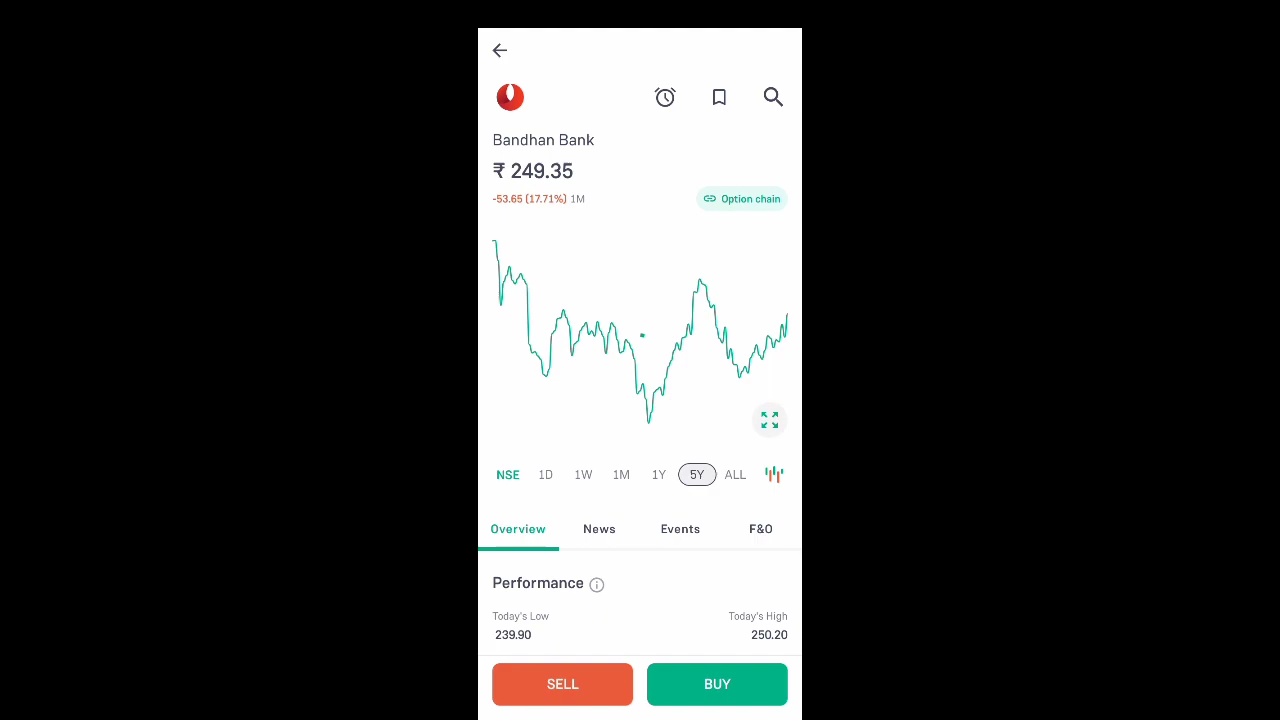 Bandhan Bank
₹ 249.35
-53.65 (17.71%) 1M
Option chain
NSE 1D 1W 1M 1Y 5Y ALL
Overview News Events F&O
Performance
Today's Low Today's High
239.90 250.20
SELL BUY